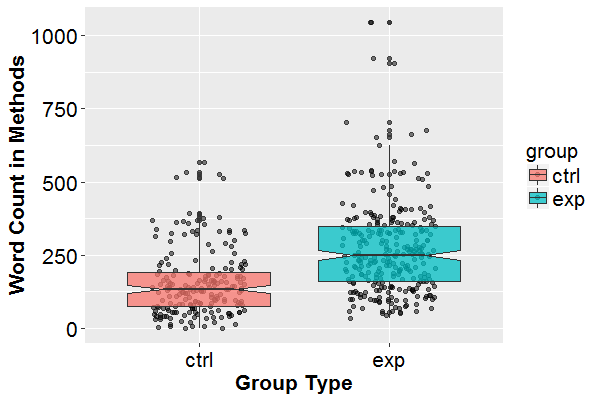 Word Count in Methods
1000
750
500
250
0
ctrl
exp
Group Type
group
ctrl
exp